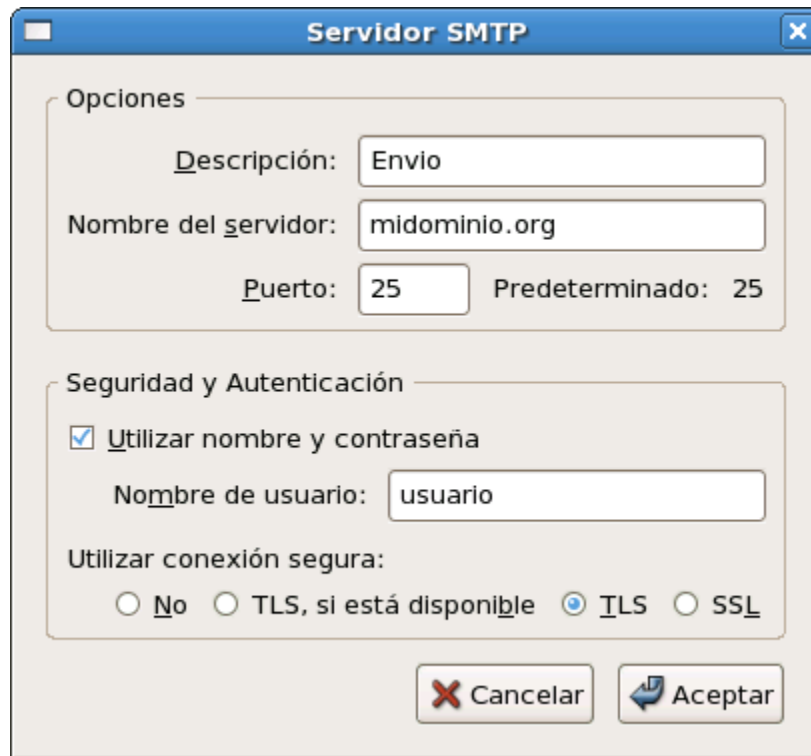 Servidor SMTP
Opciones
Descripción: Envio
Nombre del servidor: midominio.org
Puerto: 25 Predeterminado: 25
Seguridad y Autenticación
Utilizar nombre y contraseña
Nombre de usuario: usuario
Utilizar conexión segura:
No TLS, si está disponible TLS SSL
Cancelar Aceptar